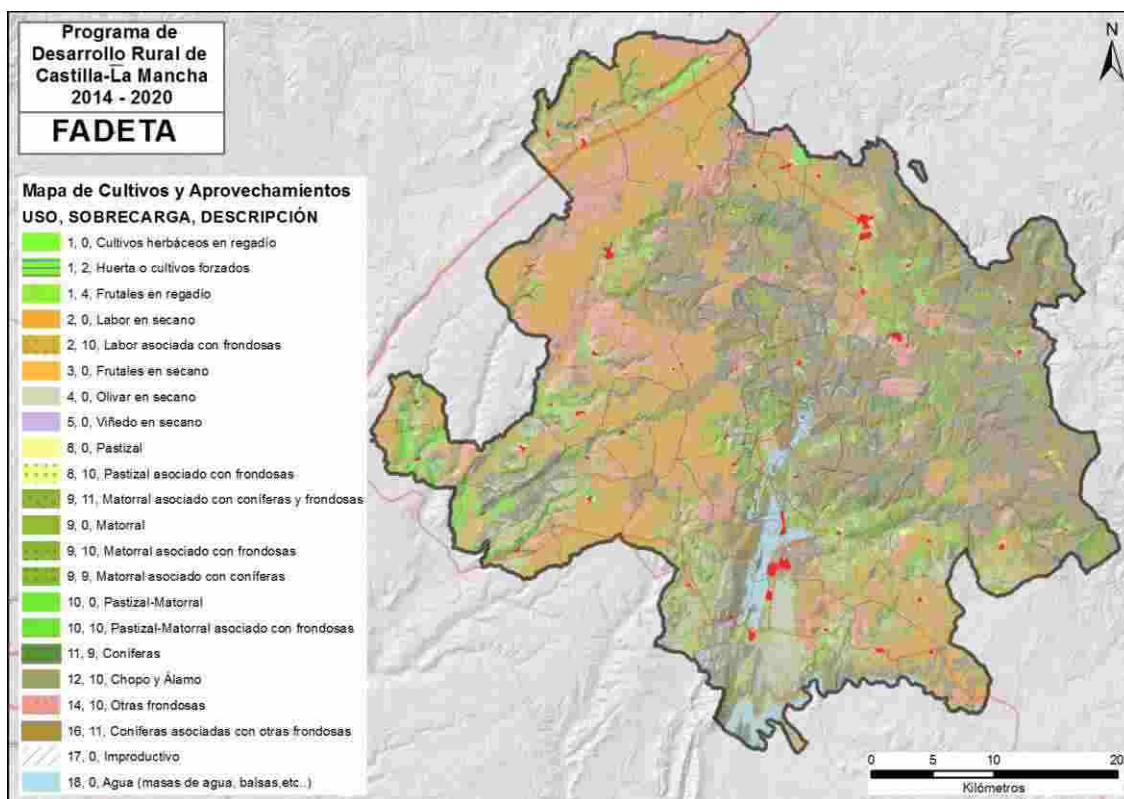 Programa de
Desarrollo Rural de
Castilla-La Mancha
2014 - 2020
FADETA
N
Mapa de Cultivos y Aprovechamientos
USO, SOBRECARGA, DESCRIPCIÓN
1, 0, Cultivos herbáceos en regadío
1, 2, Huerta o cultivos forzados
1, 4, Frutales en regadío
2, 0, Labor en secano
2, 10, Labor asociada con frondosas
3, 0, Frutales en secano
4, 0, Olivar en secano
5, 0, Viñedo en secano
8, 0, Pastizal
8, 10, Pastizal asociado con frondosas
9, 11, Matorral asociado con coníferas y frondosas
9, 0, Matorral
9, 10, Matorral asociado con frondosas
9, 9, Matorral asociado con coníferas
10, 0, Pastizal-Matorral
10, 10, Pastizal-Matorral asociado con frondosas
11, 9, Coníferas
12, 10, Chopo y Álamo
14, 10, Otras frondosas
16, 11, Coníferas asociadas con otras frondosas
17, 0, Improductivo
18, 0, Agua (masas de agua, balsas,etc..)
0 5 10 20
Kilómetros